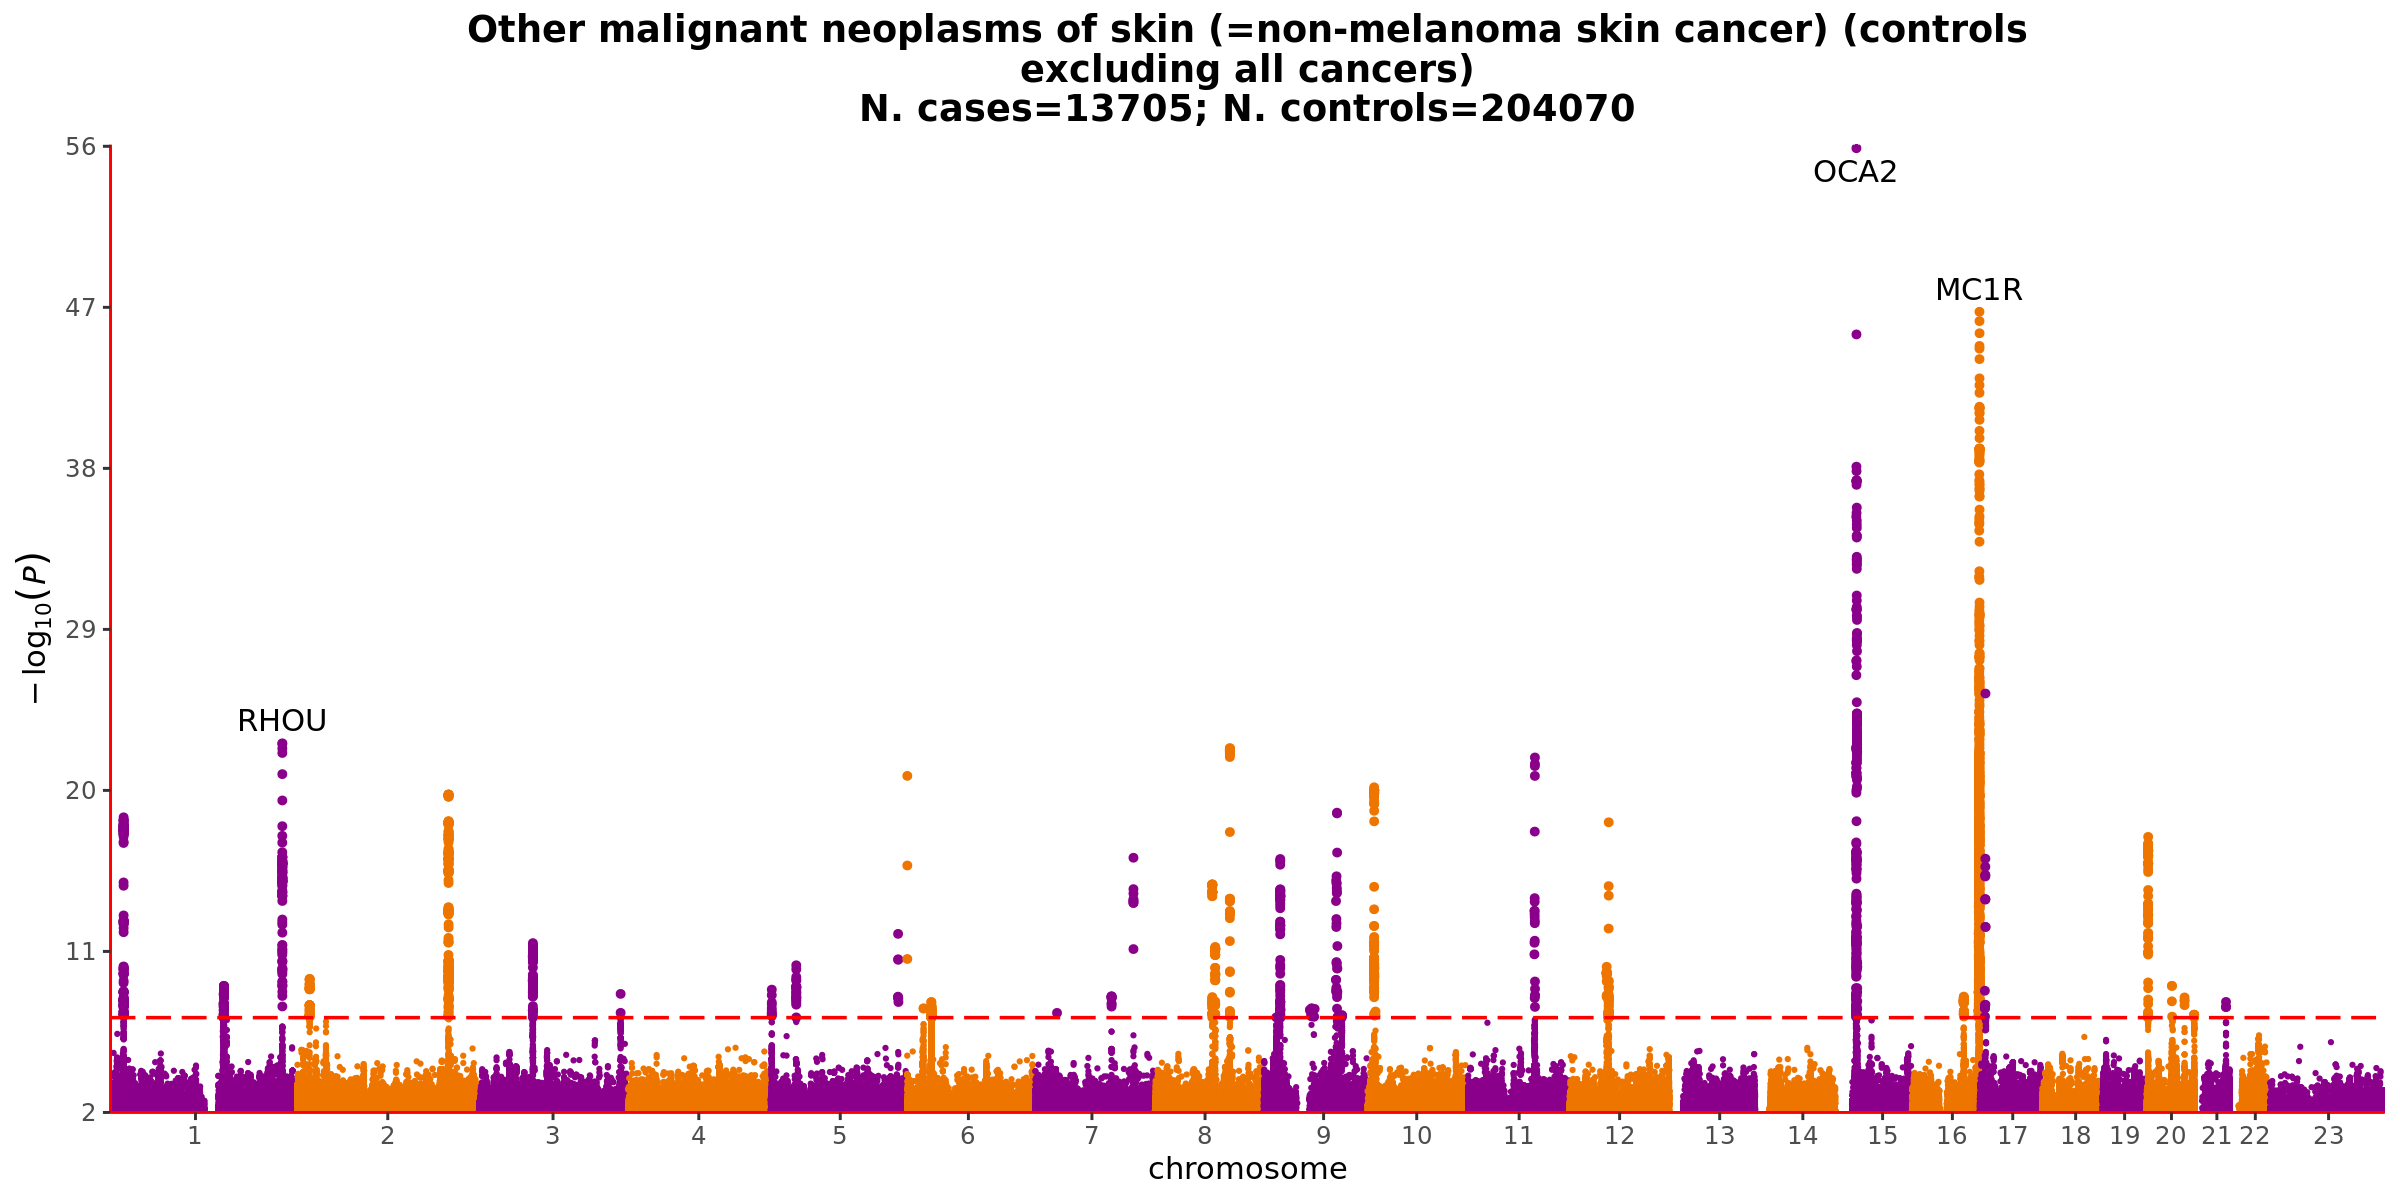 Other malignant neoplasms of skin (=non-melanoma skin cancer) (controls
excluding all cancers)
N. cases=13705; N. controls=204070
56
47
38
29
20
11
2
−log10(P)
OCA2
MC1R
RHOU
1 2 3 4 5 6 7 8 9 10 11 12 13 14 15 16 17 18 19 20 21 22 23
chromosome